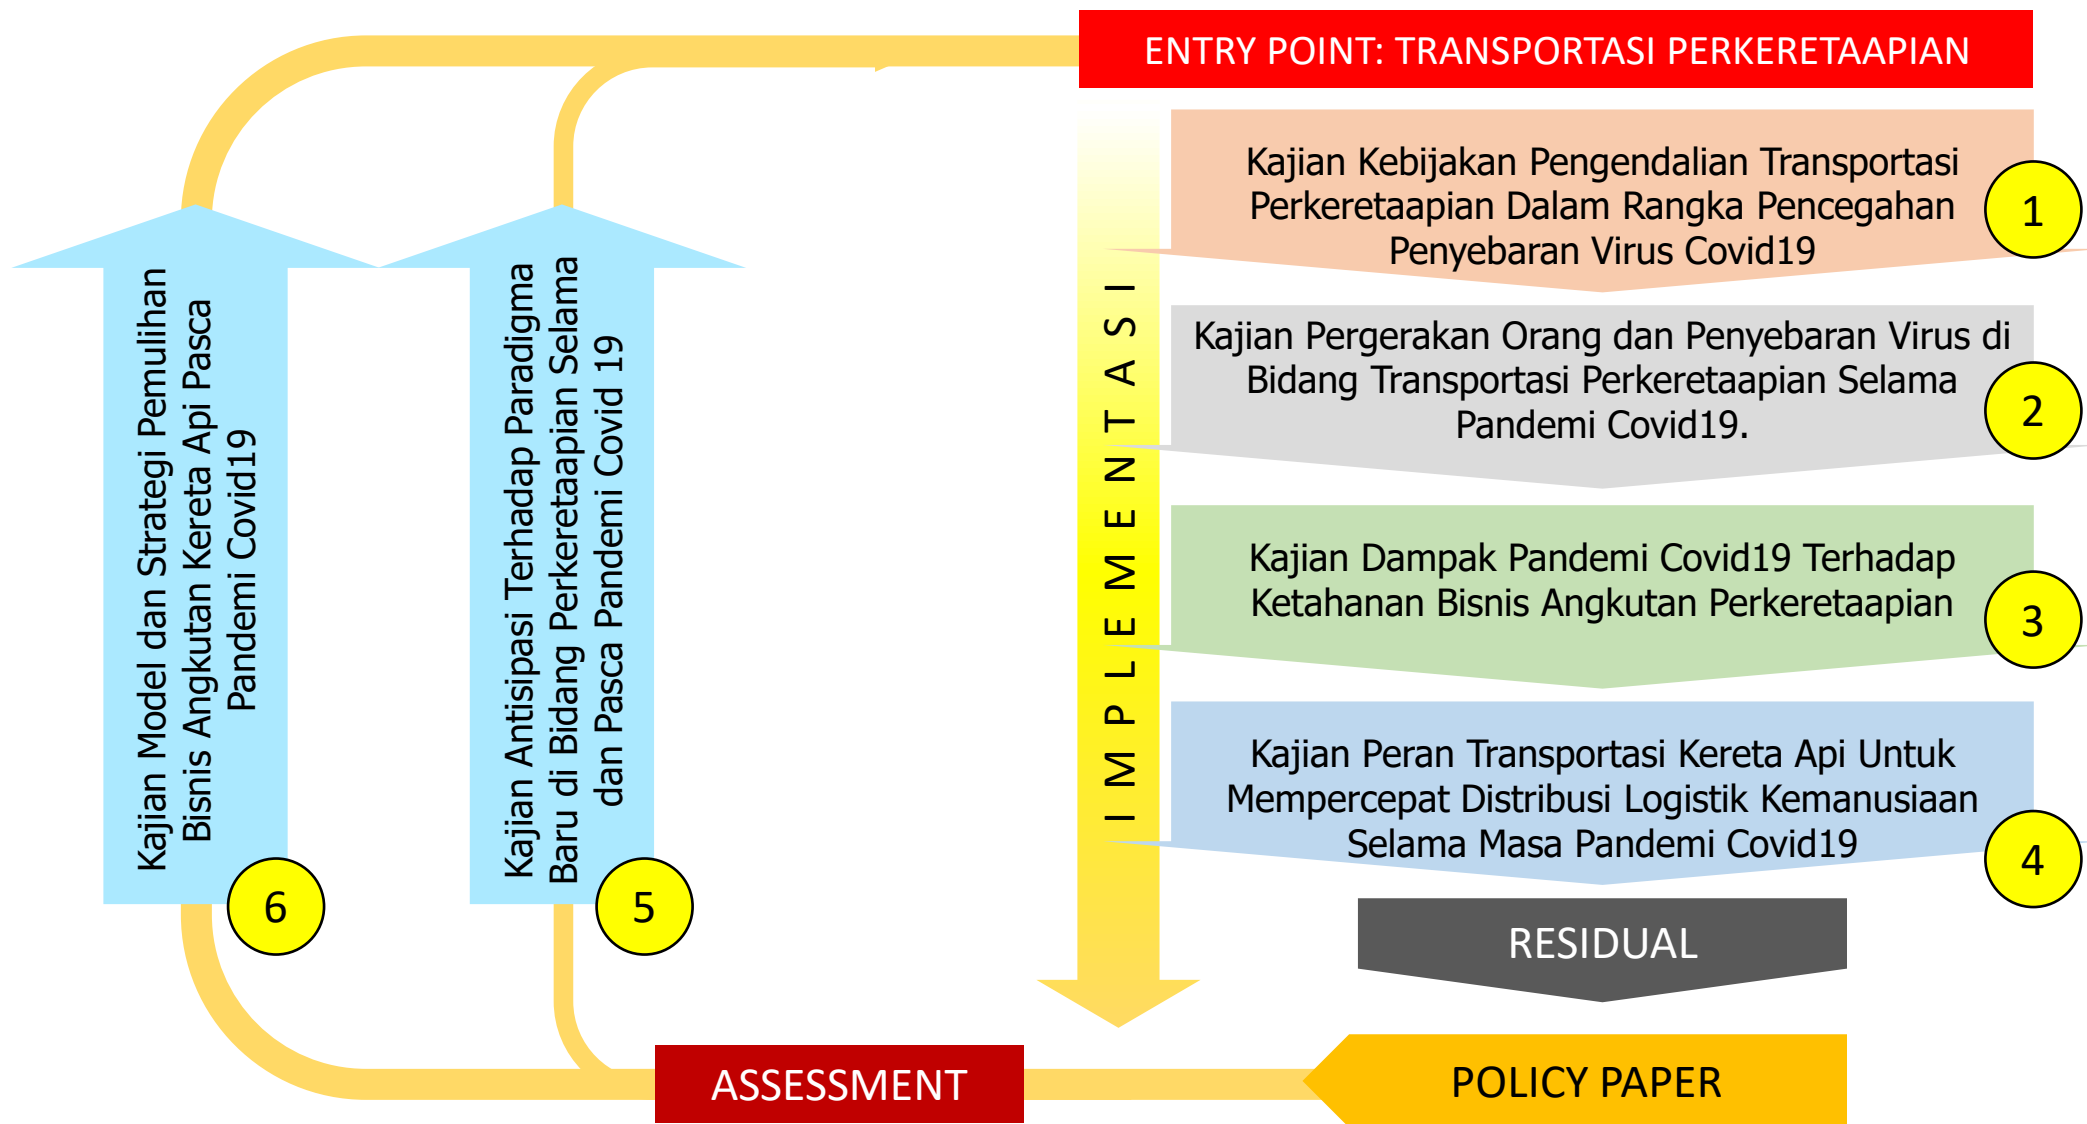 ENTRY POINT: TRANSPORTASI PERKERETAAPIAN
Kajian Kebijakan Pengendalian Transportasi
Perkeretaapian Dalam Rangka Pencegahan
Penyebaran Virus Covid19
1
Kajian Pergerakan Orang dan Penyebaran Virus di
Bidang Transportasi Perkeretaapian Selama
Pandemi Covid19.
2
Kajian Dampak Pandemi Covid19 Terhadap
Ketahanan Bisnis Angkutan Perkeretaapian
3
Kajian Peran Transportasi Kereta Api Untuk
Mempercepat Distribusi Logistik Kemanusiaan
Selama Masa Pandemi Covid19
4
IMPLEMENTASI
RESIDUAL
POLICY PAPER
ASSESSMENT
Kajian Antisipasi Terhadap Paradigma
Baru di Bidang Perkeretaapian Selama
dan Pasca Pandemi Covid 19
5
Kajian Model dan Strategi Pemulihan
Bisnis Angkutan Kereta Api Pasca
Pandemi Covid19
6